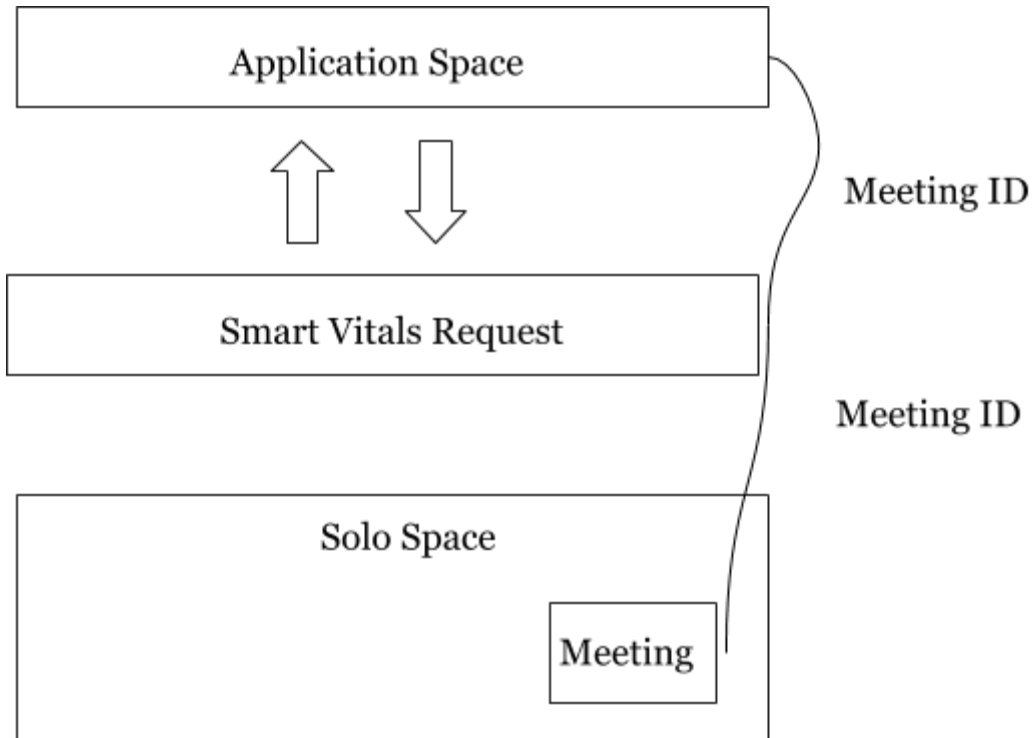 Application Space
Meeting ID
Smart Vitals Request
Meeting ID
Solo Space
Meeting